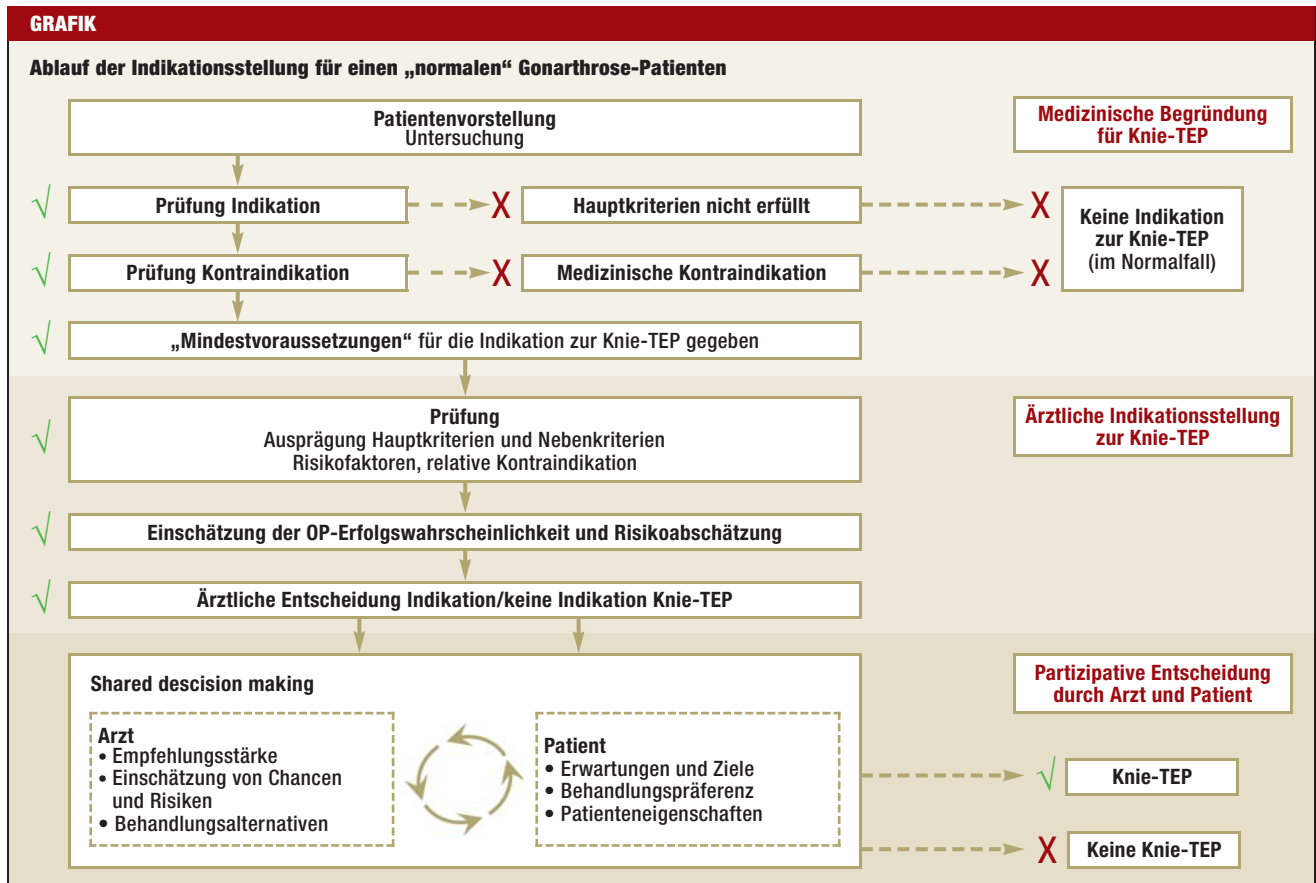 GRAFIK
Ablauf der Indikationsstellung für einen „normalen“ Gonarthrose-Patienten
Patientenvorstellung
Untersuchung
Medizinische Begründung
für Knie-TEP
√
Prüfung Indikation
X
Hauptkriterien nicht erfüllt
X
Keine Indikation
zur Knie-TEP
(im Normalfall)
√
Prüfung Kontraindikation
X
Medizinische Kontraindikation
X
√
„Mindestvoraussetzungen“ für die Indikation zur Knie-TEP gegeben
√
Prüfung
Ausprägung Hauptkriterien und Nebenkriterien
Risikofaktoren, relative Kontraindikation
Ärztliche Indikationsstellung
zur Knie-TEP
√
Einschätzung der OP-Erfolgswahrscheinlichkeit und Risikoabschätzung
√
Ärztliche Entscheidung Indikation/keine Indikation Knie-TEP
Shared descision making
Partizipative Entscheidung
durch Arzt und Patient
Arzt
• Empfehlungsstärke
• Einschätzung von Chancen
und Risiken
• Behandlungsalternativen
Patient
• Erwartungen und Ziele
• Behandlungspräferenz
• Patienteneigenschaften
√
Knie-TEP
X
Keine Knie-TEP